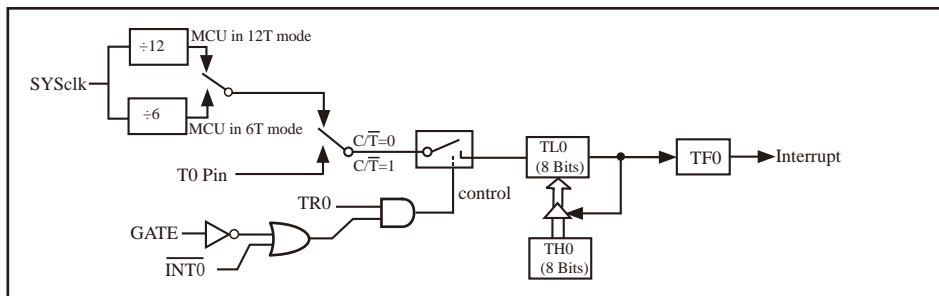 MCU in 12T mode
÷12
SYSclk
÷6
MCU in 6T mode
C/T̅=0
C/T̅=1
T0 Pin
TL0
(8 Bits)
TF0
Interrupt
control
TR0
GATE
I̅N̅T̅0̅
TH0
(8 Bits)